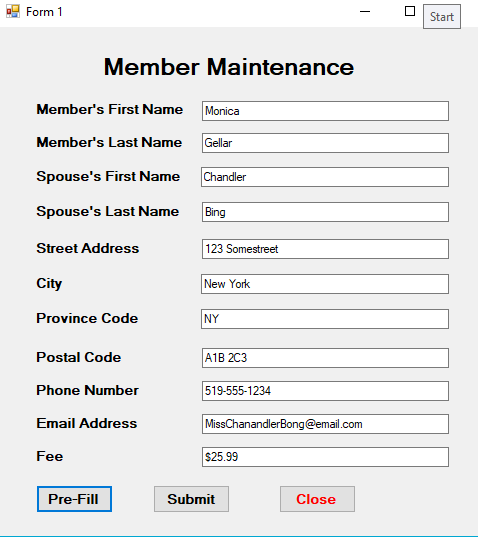 Form 1
Start
Member Maintenance
Member's First Name Monica
Member's Last Name Gellar
Spouse's First Name Chandler
Spouse's Last Name Bing
Street Address 123 Somestreet
City New York
Province Code NY
Postal Code A1B 2C3
Phone Number 519-555-1234
Email Address MissChanandlerBong@email.com
Fee $25.99
Pre-Fill Submit Close